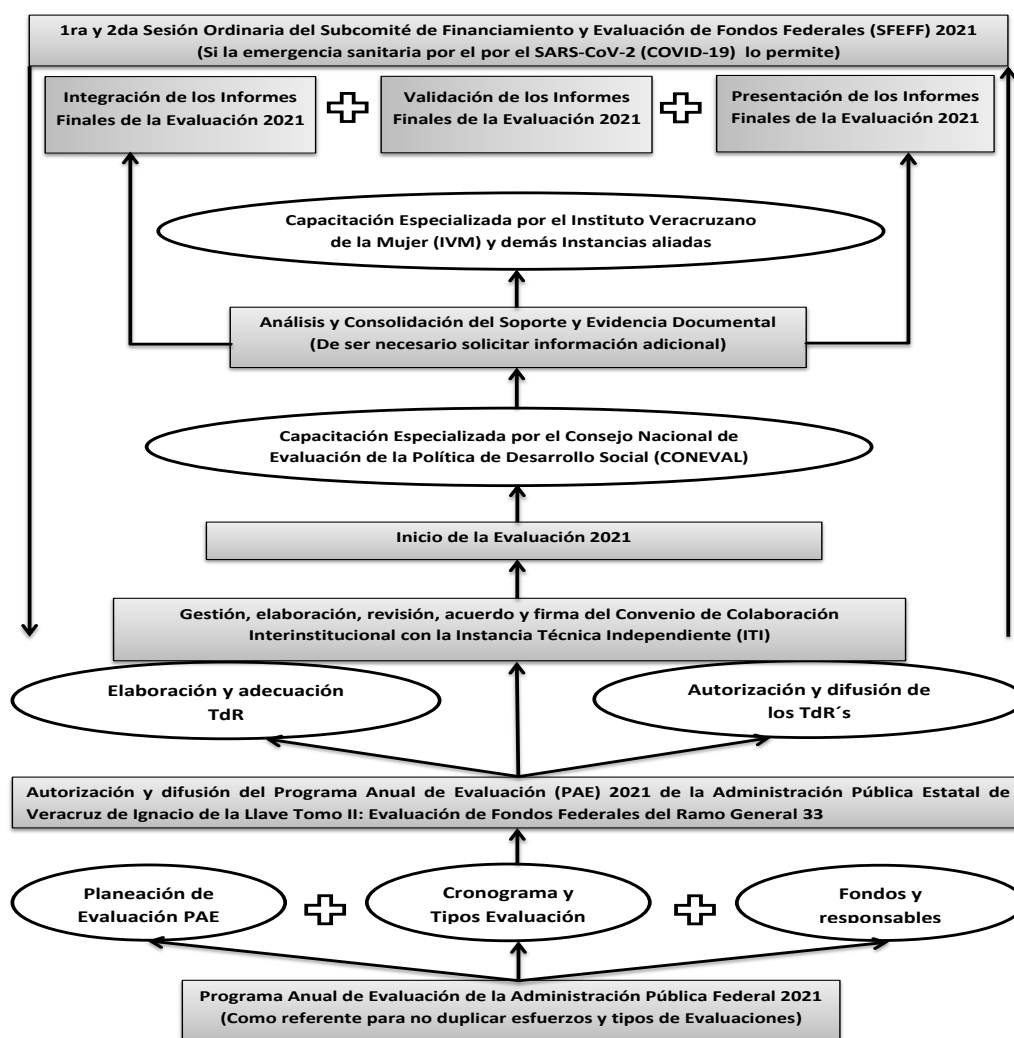 1ra y 2da Sesión Ordinaria del Subcomité de Financiamiento y Evaluación de Fondos Federales (SFEFF) 2021
(Si la emergencia sanitaria por el por el SARS-CoV-2 (COVID-19) lo permite)
Integración de los Informes
Finales de la Evaluación 2021
Validación de los Informes
Finales de la Evaluación 2021
Presentación de los Informes
Finales de la Evaluación 2021
Capacitación Especializada por el Instituto Veracruzano
de la Mujer (IVM) y demás Instancias aliadas
Análisis y Consolidación del Soporte y Evidencia Documental
(De ser necesario solicitar información adicional)
Capacitación Especializada por el Consejo Nacional de
Evaluación de la Política de Desarrollo Social (CONEVAL)
Inicio de la Evaluación 2021
Gestión, elaboración, revisión, acuerdo y firma del Convenio de Colaboración
Interinstitucional con la Instancia Técnica Independiente (ITI)
Elaboración y adecuación
TdR
Autorización y difusión de
los TdR´s
Autorización y difusión del Programa Anual de Evaluación (PAE) 2021 de la Administración Pública Estatal de
Veracruz de Ignacio de la Llave Tomo II: Evaluación de Fondos Federales del Ramo General 33
Planeación de
Evaluación PAE
Cronograma y
Tipos Evaluación
Fondos y
responsables
Programa Anual de Evaluación de la Administración Pública Federal 2021
(Como referente para no duplicar esfuerzos y tipos de Evaluaciones)